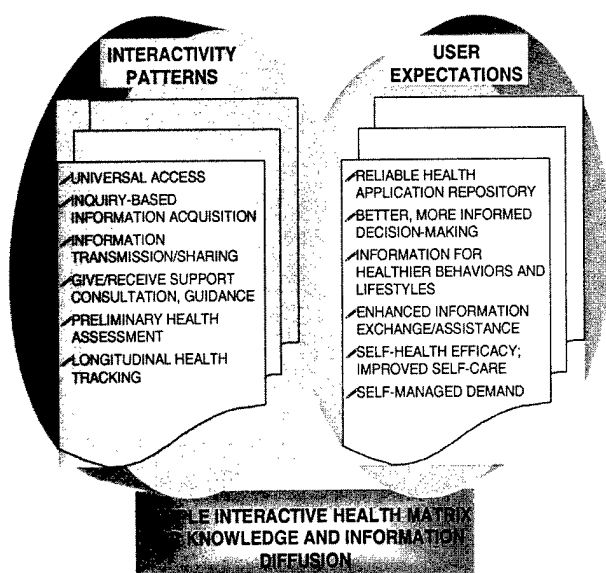 INTERACTIVITY
PATTERNS
UNIVERSAL ACCESS
INQUIRY-BASED
INFORMATION ACQUISITION
INFORMATION
TRANSMISSION/SHARING
GIVE/RECEIVE SUPPORT
CONSULTATION, GUIDANCE
PRELIMINARY HEALTH
ASSESSMENT
LONGITUDINAL HEALTH
TRACKING
USER
EXPECTATIONS
RELIABLE HEALTH
APPLICATION REPOSITORY
BETTER, MORE INFORMED
DECISION-MAKING
INFORMATION FOR
HEALTHIER BEHAVIORS AND
LIFESTYLES
ENHANCED INFORMATION
EXCHANGE/ASSISTANCE
SELF-HEALTH EFFICACY;
IMPROVED SELF-CARE
SELF-MANAGED DEMAND
INTERACTIVE HEALTH MATRIX
KNOWLEDGE AND INFORMATION
DIFFUSION